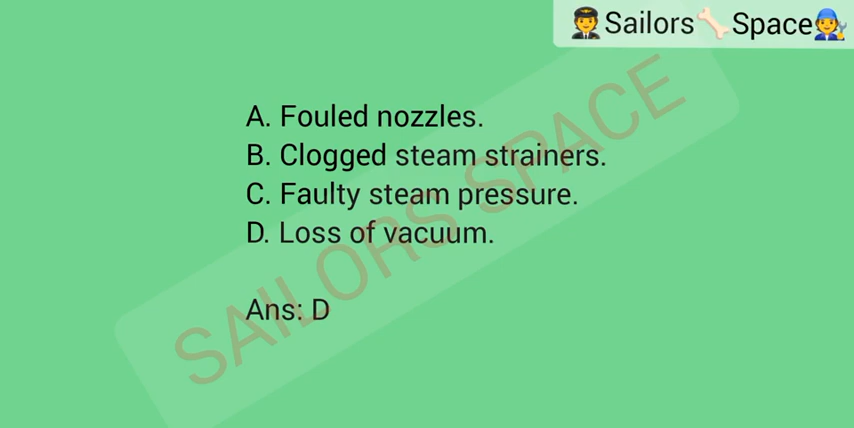 Sailors Space
A. Fouled nozzles.
B. Clogged steam strainers.
C. Faulty steam pressure.
D. Loss of vacuum.
Ans: D
SAILORS SPACE